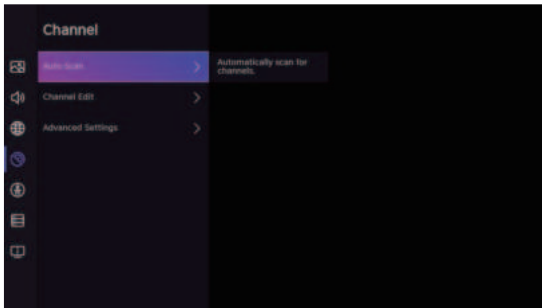 Channel
Auto Scan
Automatically scan for
channels.
Channel Edit
Advanced Settings